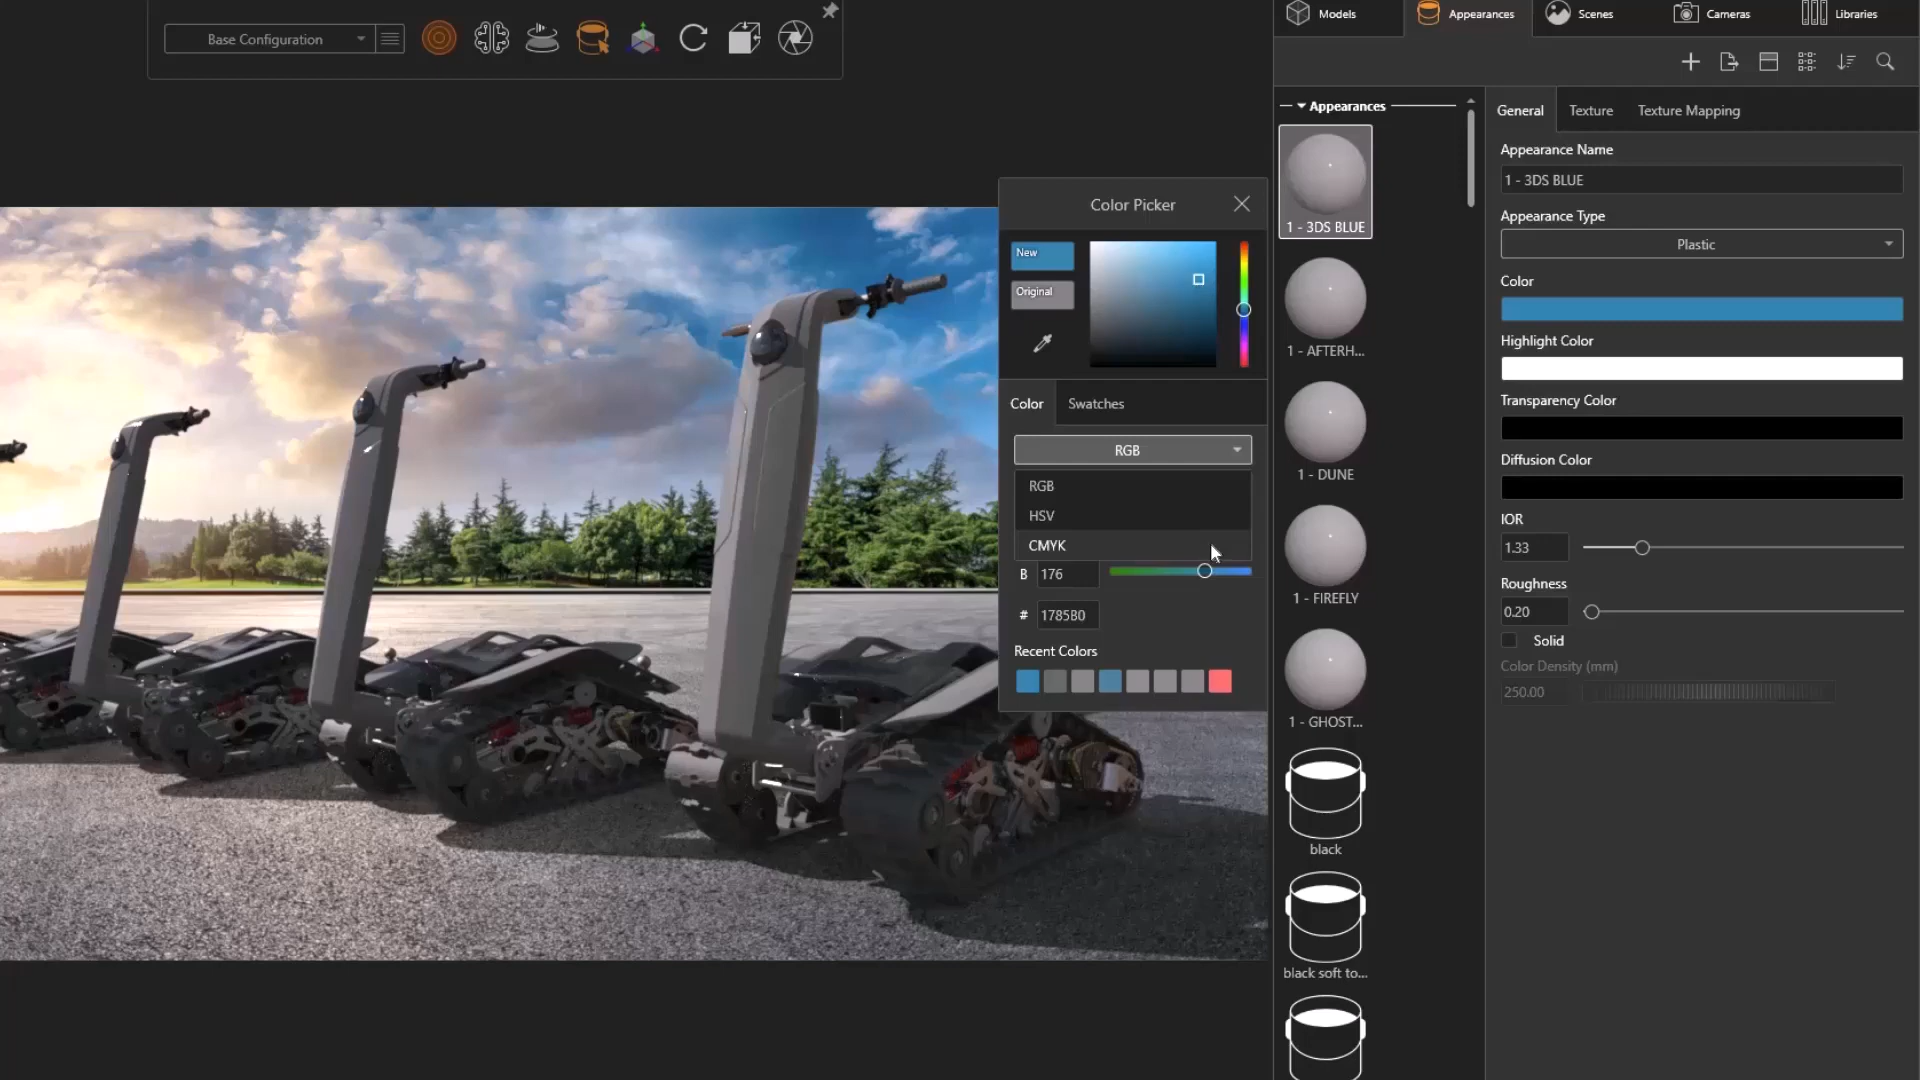 Base Configuration
Models
Appearances
Scenes
Cameras
Libraries
Appearances
1 - 3DS BLUE
1 - AFTERH...
1 - DUNE
1 - FIREFLY
1 - GHOST...
black
black soft to...
General
Texture
Texture Mapping
Appearance Name
1 - 3DS BLUE
Appearance Type
Plastic
Color
Highlight Color
Transparency Color
Diffusion Color
IOR
1.33
Roughness
0.20
Solid
Color Density (mm)
250.00
Color Picker
New
Original
Color
Swatches
RGB
RGB
HSV
CMYK
B 176
# 1785B0
Recent Colors